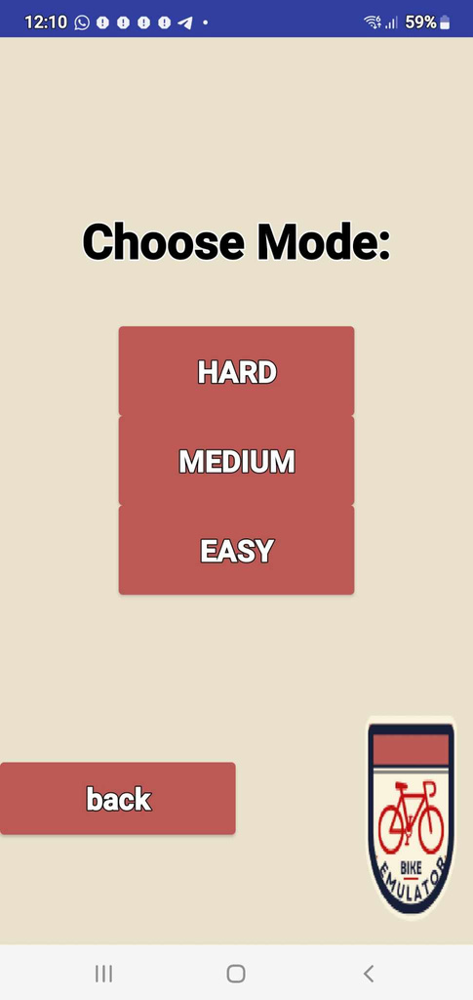 12:10
59%
Choose Mode:
HARD
MEDIUM
EASY
back
BIKE
EMULATOR